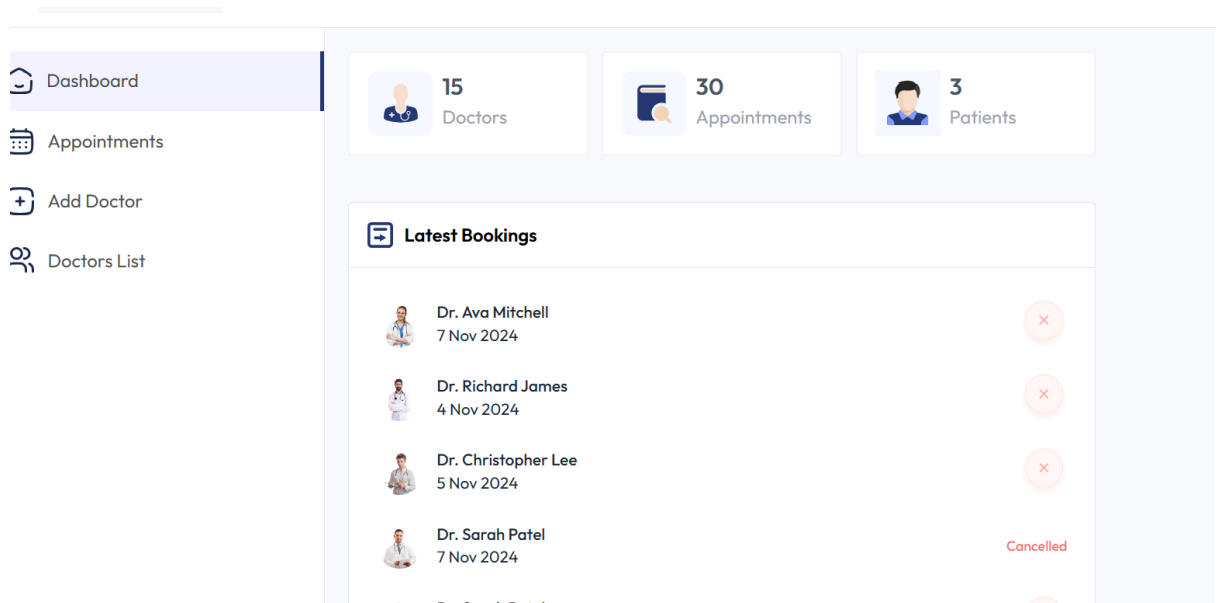 Dashboard
Appointments
Add Doctor
Doctors List
15
Doctors
30
Appointments
3
Patients
Latest Bookings
Dr. Ava Mitchell
7 Nov 2024
Dr. Richard James
4 Nov 2024
Dr. Christopher Lee
5 Nov 2024
Dr. Sarah Patel
7 Nov 2024
Cancelled